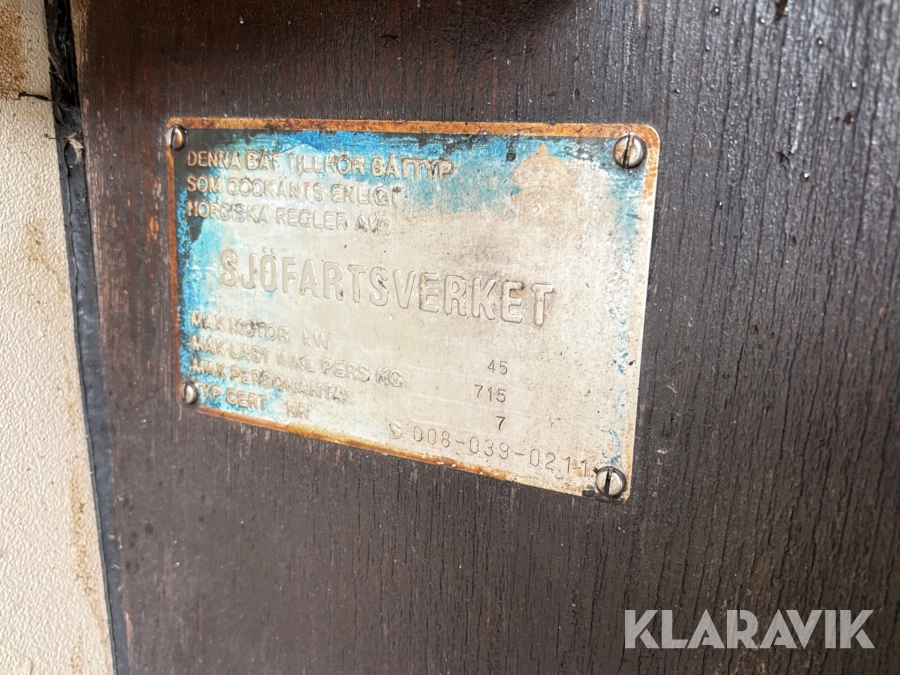 DENNA BÅT TILLHÖR BÅTTYP
SOM GODKÄNTS ENLIGT
NORDISKA REGLER AV
SJÖFARTSVERKET
MAX MOTOR KW 45
MAX LAST INKL PERS KG 715
MAX PERSONANTAL 7
TYP CERT NR S 008-039-0211
KLARAVIK